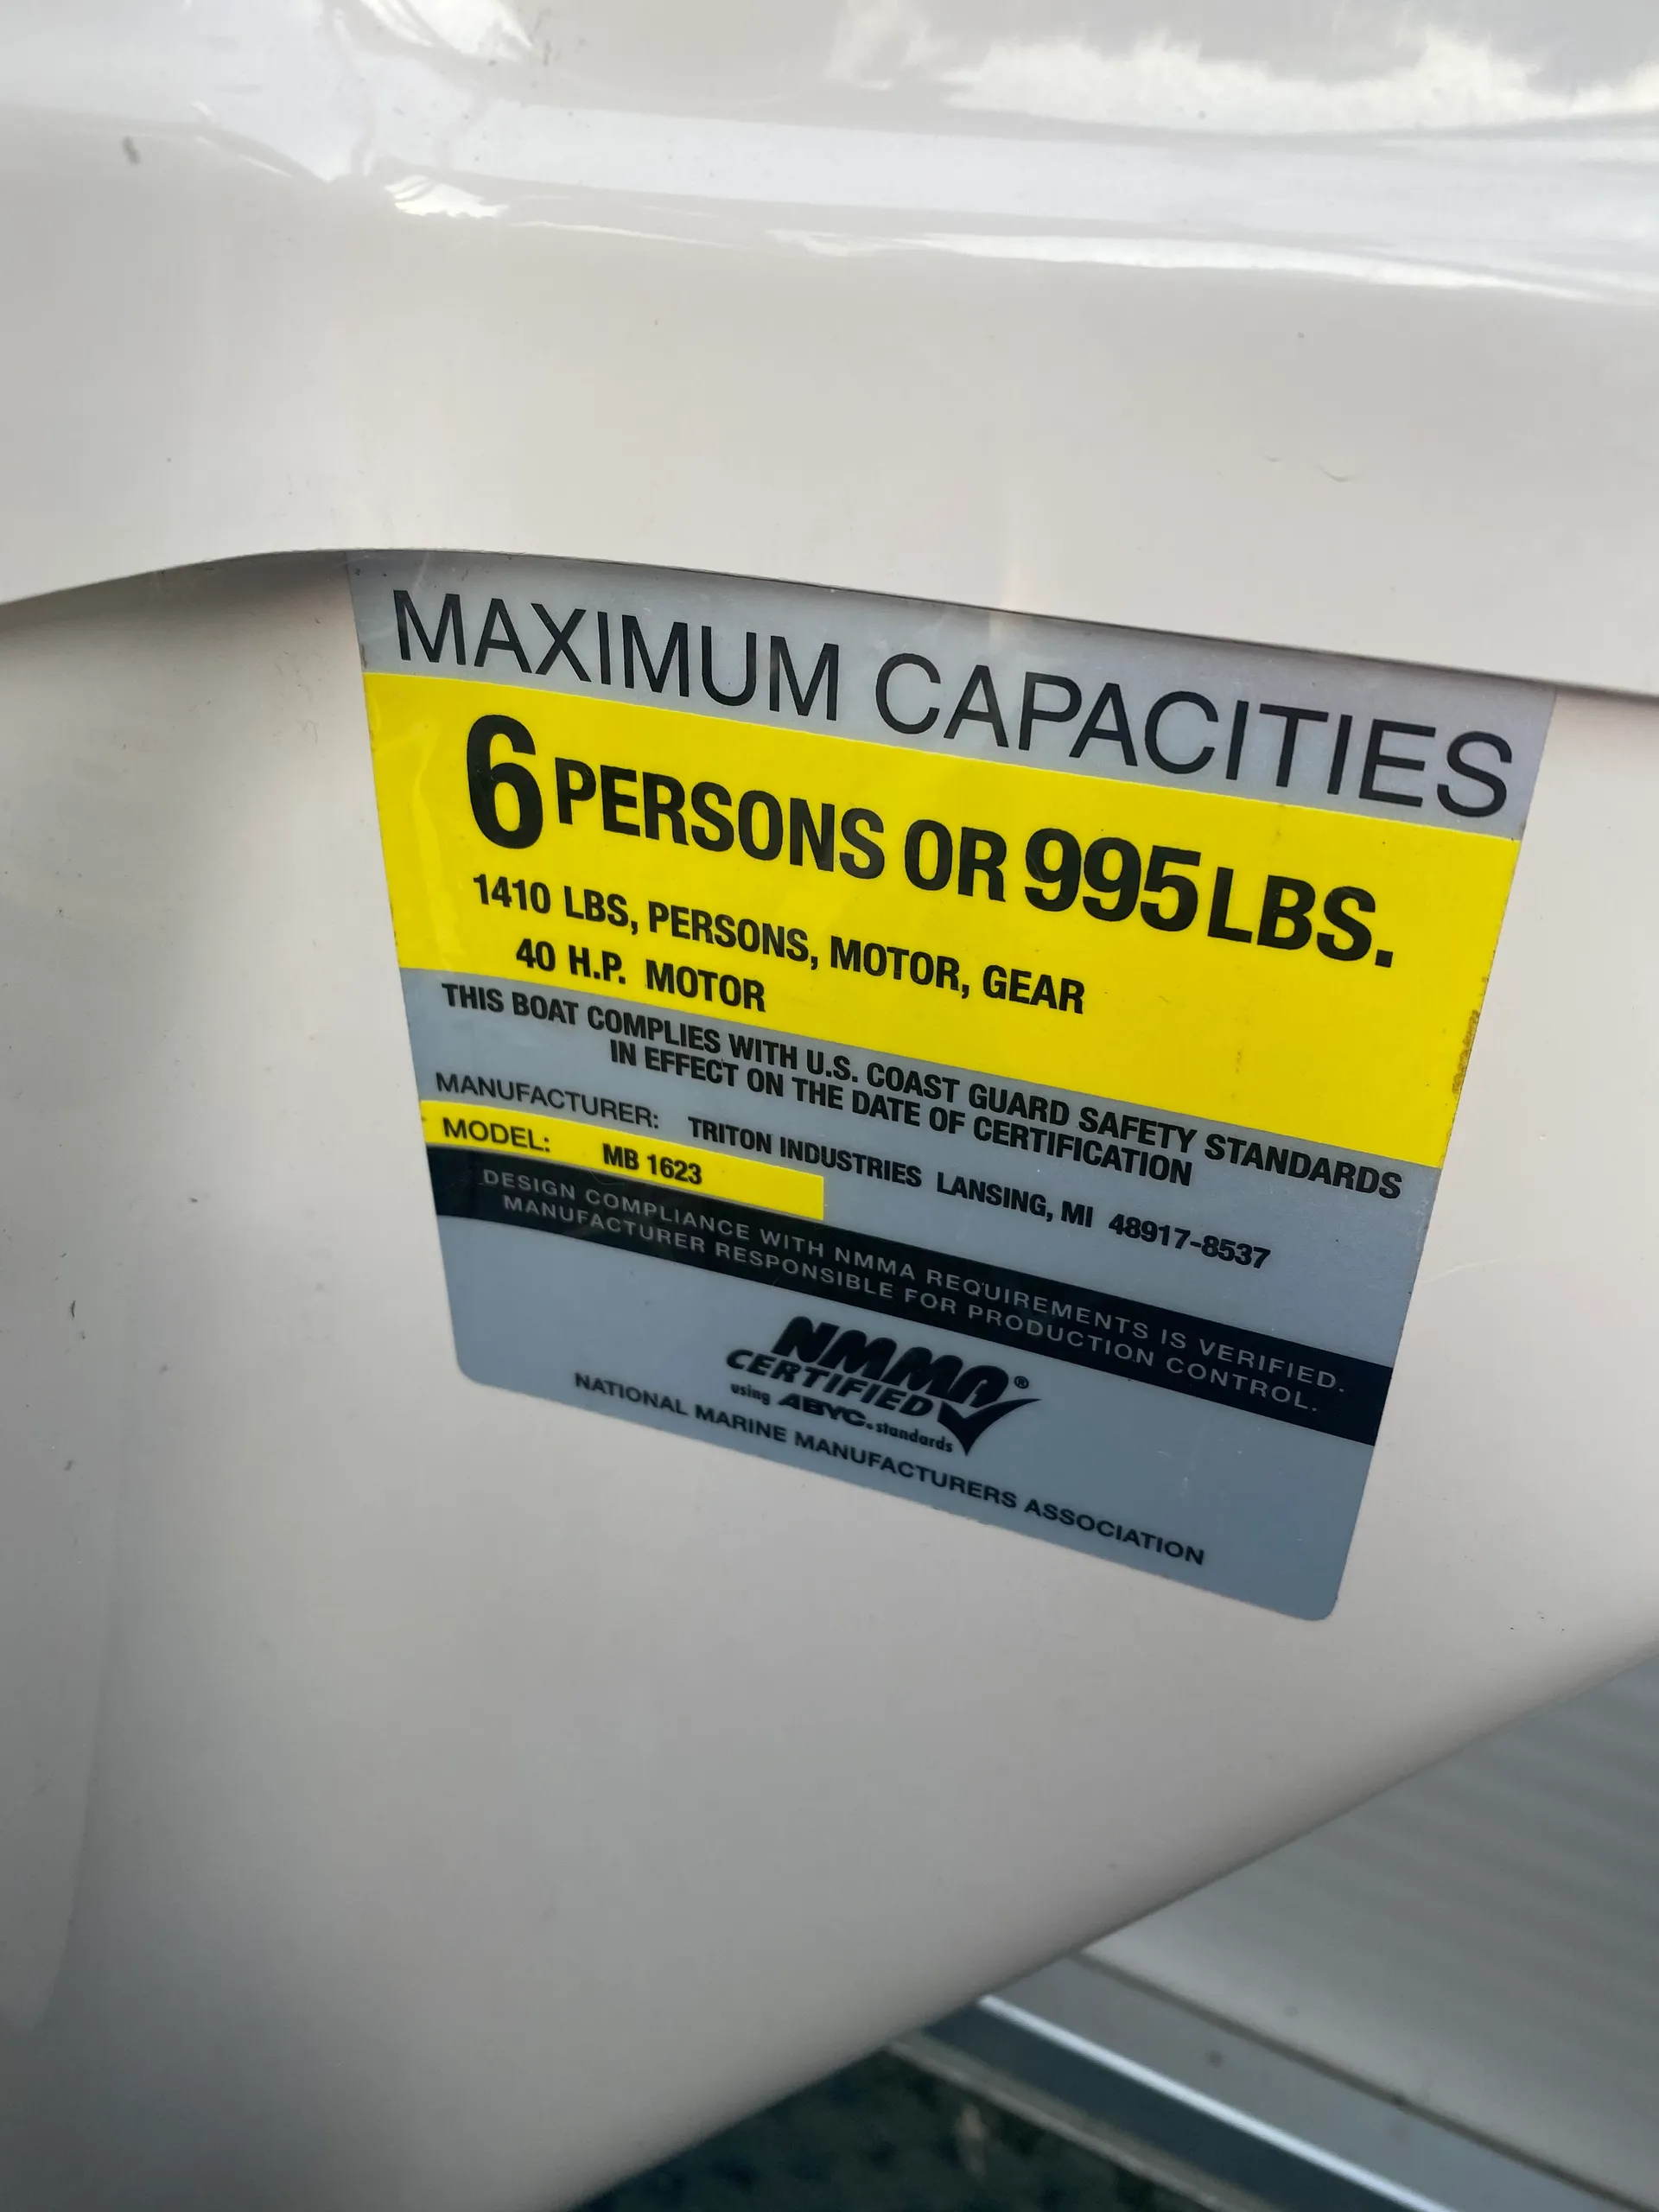 MAXIMUM CAPACITIES
6 PERSONS OR 995 LBS.
1410 LBS, PERSONS, MOTOR, GEAR
40 H.P. MOTOR
THIS BOAT COMPLIES WITH U.S. COAST GUARD SAFETY STANDARDS
IN EFFECT ON THE DATE OF CERTIFICATION
MANUFACTURER: TRITON INDUSTRIES LANSING, MI 48917-8537
MODEL: MB 1623
DESIGN COMPLIANCE WITH NMMA REQUIREMENTS IS VERIFIED.
MANUFACTURER RESPONSIBLE FOR PRODUCTION CONTROL.
NMMA®
CERTIFIED
using ABYC. standards
NATIONAL MARINE MANUFACTURERS ASSOCIATION